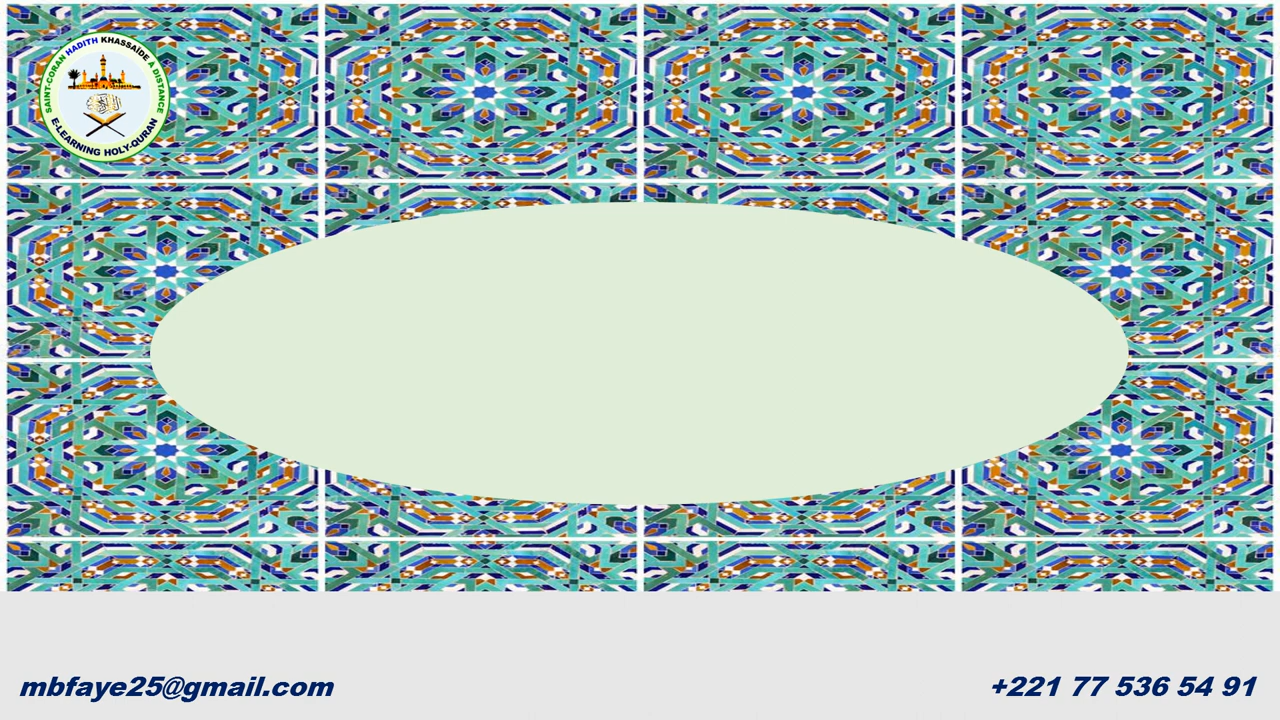 SAINT-CORAN HADITH KHASSAIDE A DISTANCE
E-LEARNING HOLY-QURAN
mbfaye25@gmail.com
+221 77 536 54 91